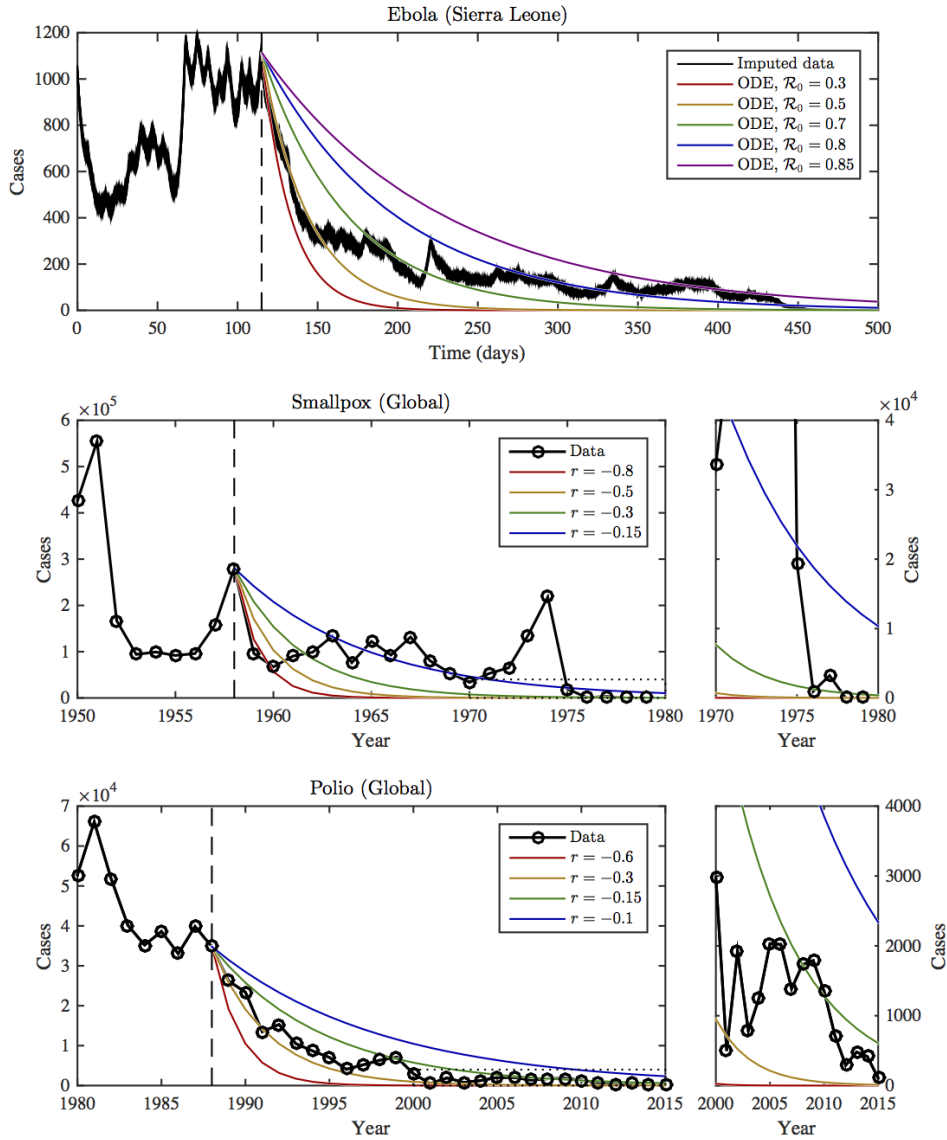 Ebola (Sierra Leone)
1200
1000
800
600
400
200
0
Cases
Imputed data
ODE, R₀ = 0.3
ODE, R₀ = 0.5
ODE, R₀ = 0.7
ODE, R₀ = 0.8
ODE, R₀ = 0.85
0 50 100 150 200 250 300 350 400 450 500
Time (days)
Smallpox (Global)
×10⁵
6
5
4
3
2
1
0
Cases
Data
r = −0.8
r = −0.5
r = −0.3
r = −0.15
1950 1955 1960 1965 1970 1975 1980
Year
×10⁴
4
3
2
1
0
Cases
1970 1975 1980
Year
Polio (Global)
×10⁴
7
6
5
4
3
2
1
0
Cases
Data
r = −0.6
r = −0.3
r = −0.15
r = −0.1
1980 1985 1990 1995 2000 2005 2010 2015
Year
4000
3000
2000
1000
0
Cases
2000 2005 2010 2015
Year